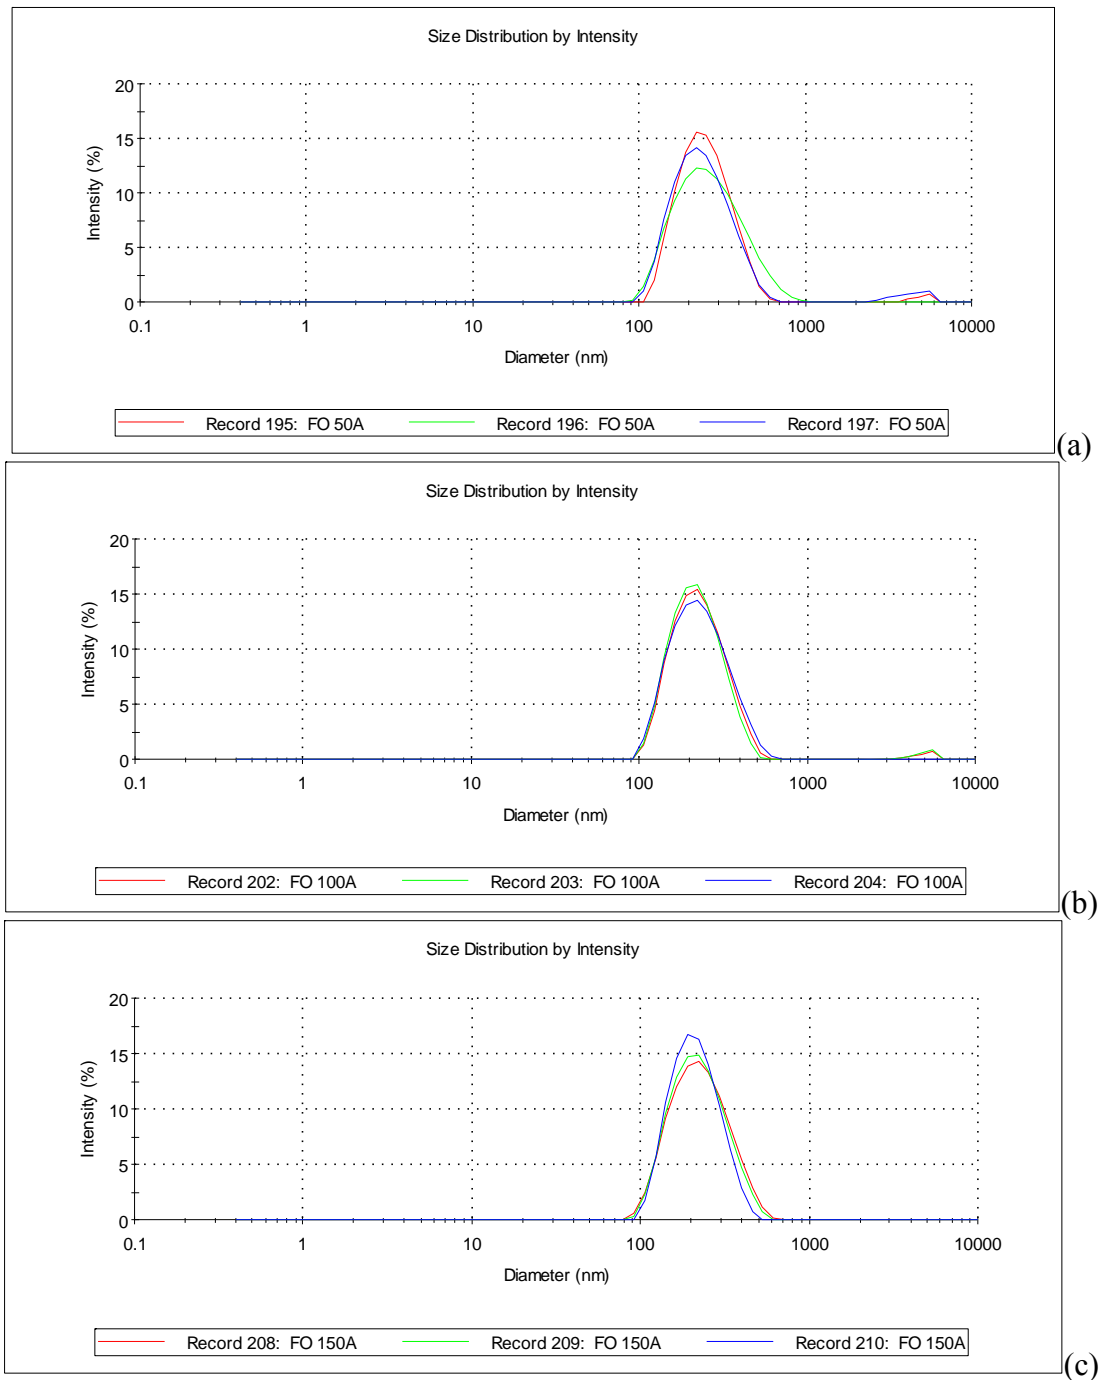 Size Distribution by Intensity
20
15
10
5
0
Intensity (%)
0.1 1 10 100 1000 10000
Diameter (nm)
Record 195: FO 50A Record 196: FO 50A Record 197: FO 50A
(a)
Size Distribution by Intensity
20
15
10
5
0
Intensity (%)
0.1 1 10 100 1000 10000
Diameter (nm)
Record 202: FO 100A Record 203: FO 100A Record 204: FO 100A
(b)
Size Distribution by Intensity
20
15
10
5
0
Intensity (%)
0.1 1 10 100 1000 10000
Diameter (nm)
Record 208: FO 150A Record 209: FO 150A Record 210: FO 150A
(c)